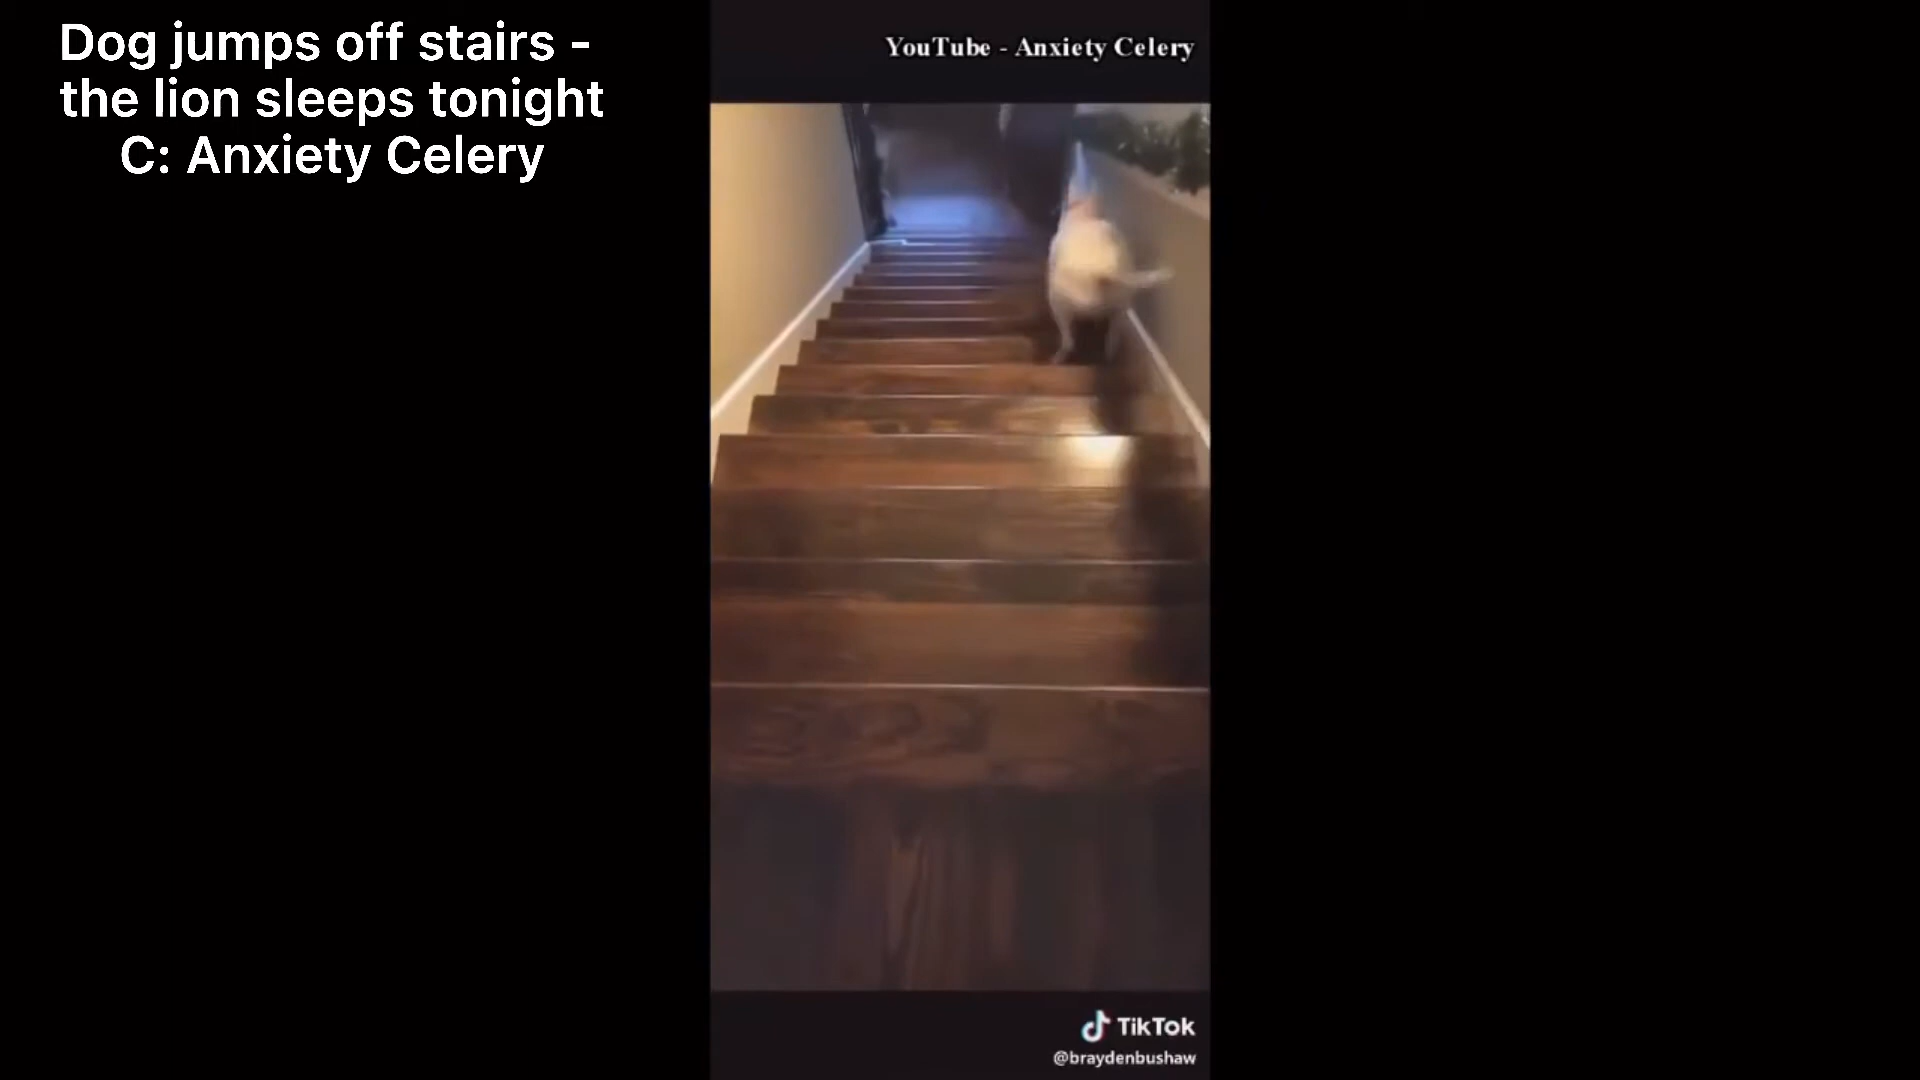 Dog jumps off stairs -
the lion sleeps tonight
C: Anxiety Celery
YouTube - Anxiety Celery
TikTok
@braydenbushaw